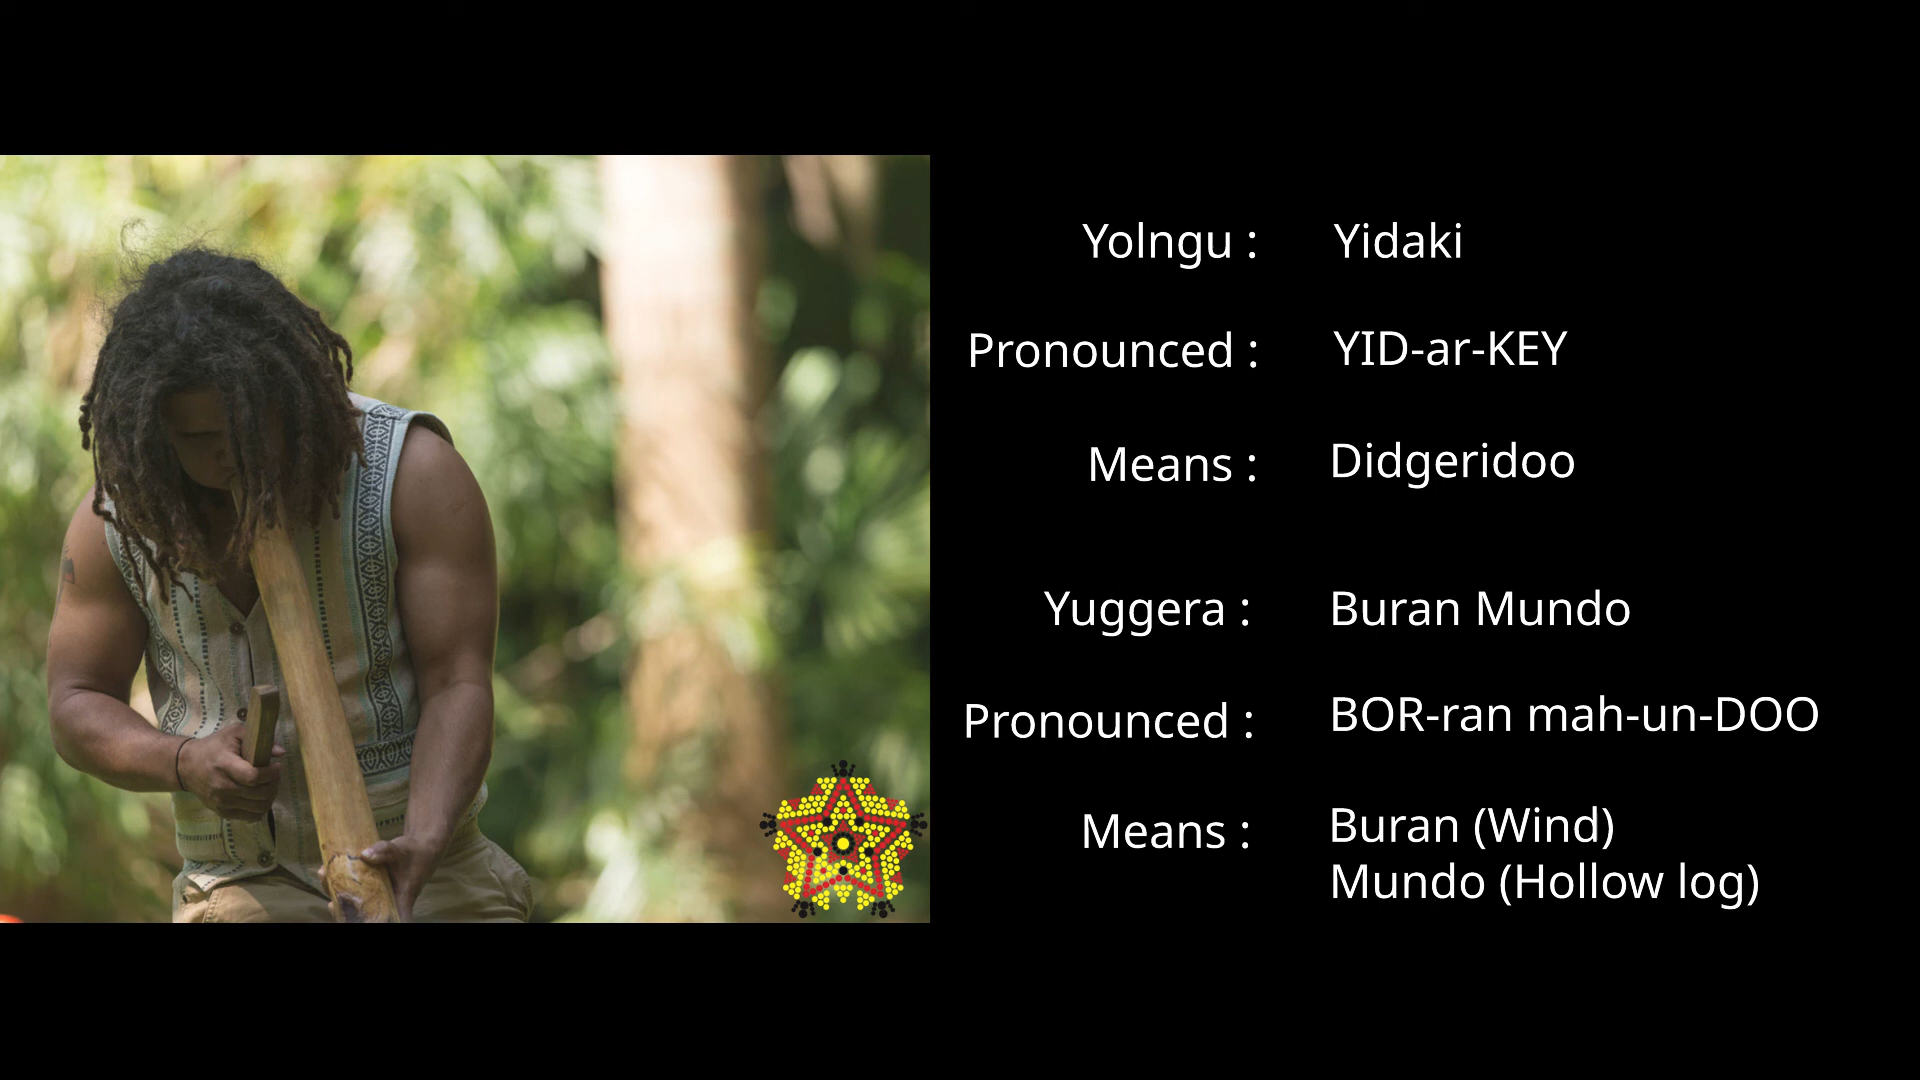 Yolngu : Yidaki
Pronounced : YID-ar-KEY
Means : Didgeridoo
Yuggera : Buran Mundo
Pronounced : BOR-ran mah-un-DOO
Means : Buran (Wind)
Mundo (Hollow log)